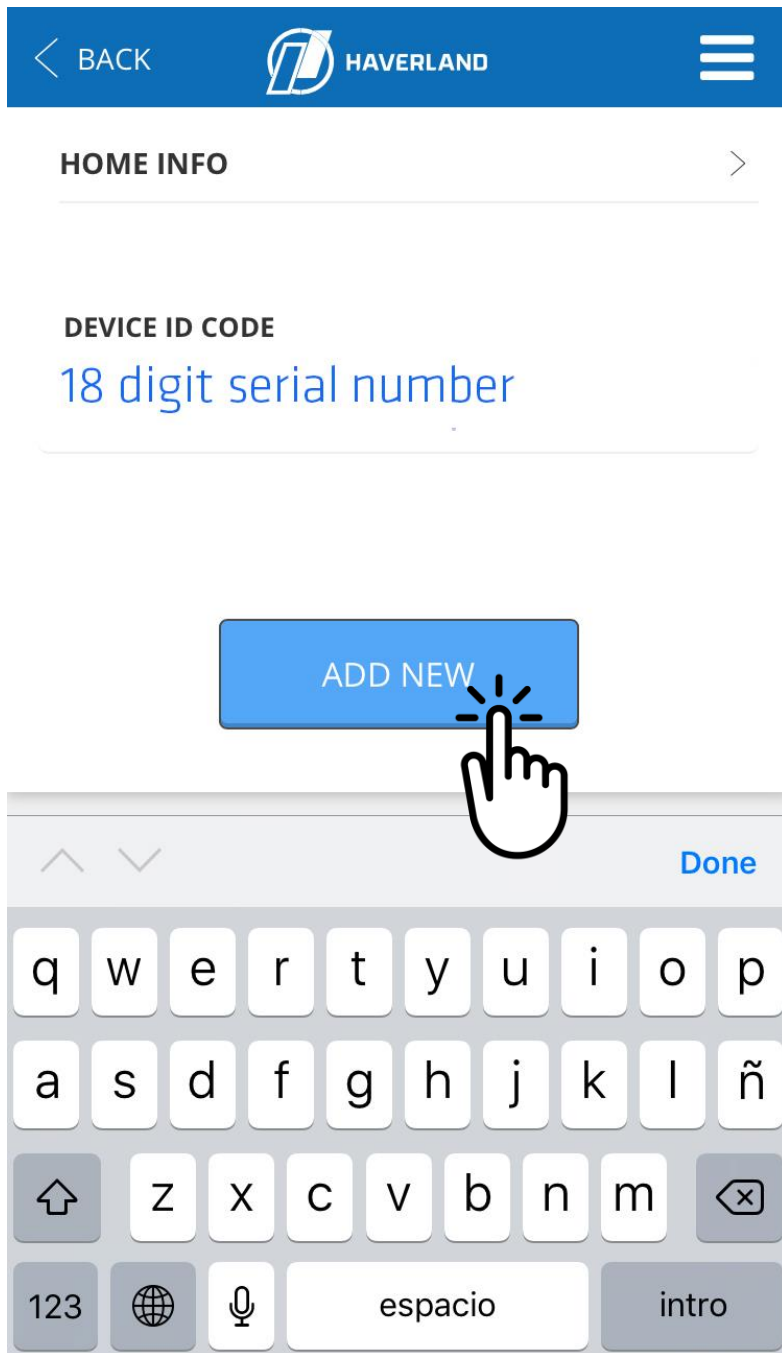 BACK
HAVERLAND
HOME INFO
DEVICE ID CODE
18 digit serial number
ADD NEW
Done
q w e r t y u i o p
a s d f g h j k l ñ
z x c v b n m
123 espacio intro